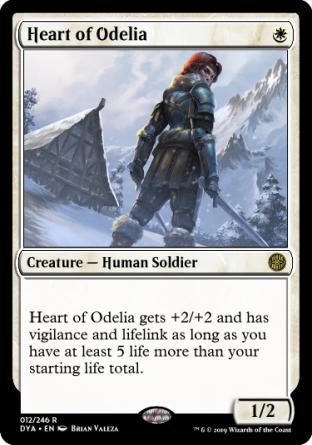 Heart of Odelia
Creature — Human Soldier
Heart of Odelia gets +2/+2 and has
vigilance and lifelink as long as you
have at least 5 life more than your
starting life total.
1/2
012/246 R
DYA • EN BRIAN VALEZA
™ & © 2019 Wizards of the Coast